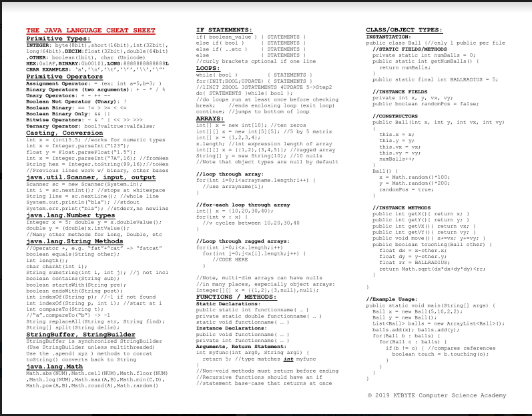 THE JAVA LANGUAGE CHEAT SHEET
Primitive Types:
INTEGER: byte(8bit),short(16bit),int(32bit),
Primitive Operators
Assignment Operator: = (ex: int a=5,b=3; )
Binary Operators (two arguments): + - * / %
Unary Operators: + - ++ --
Boolean Not Operator (Unary): !
Boolean Binary: == != > >= < <=
Boolean Binary Only: && ||
Bitwise Operators: ~ & ^ | << >> >>>
Ternary Operator: bool?valtrue:valfalse;
Casting, Conversion
int x = (int)5.5; //works for numeric types
int x = Integer.parseInt("123");
float y = Float.parseFloat("1.5");
int x = Integer.parseInt("7A",16); //fromHex
String hex = Integer.toString(99,16);//toHex
//Previous lines work w/ binary, other bases
java.util.Scanner, input, output
Scanner sc = new Scanner(System.in);
int i = sc.nextInt(); //stops at whitespace
String line = sc.nextLine(); //whole line
System.out.println("bla"); //stdout
System.err.print("bla"); //stderr,no newline
java.lang.Number types
Integer x = 5; double y = x.doubleValue();
double y = (double)x.intValue();
//Many other methods for Long, Double, etc
java.lang.String Methods
//Operator +, e.g. "fat"+"cat" -> "fatcat"
boolean equals(String other);
int length();
char charAt(int i);
String substring(int i, int j); //j not incl
boolean contains(String sub);
boolean startsWith(String pre);
boolean endsWith(String post);
int indexOf(String p); //-1 if not found
int indexOf(String p, int i); //start at i
int compareTo(String t);
//"a".compareTo("b") -> -1
String replaceAll(String str, String find);
String[] split(String delim);
StringBuffer, StringBuilder
StringBuffer is synchronized StringBuilder
(Use StringBuilder unless multithreaded)
Use the .apend( xyz ) methods to concat
toString() converts back to String
java.lang.Math
Math.abs(NUM),Math.ceil(NUM),Math.floor(NUM)
,Math.log(NUM),Math.max(A,B),Math.min(C,D),
Math.pow(A,B),Math.round(A),Math.random()
IF STATEMENTS:
if( boolean_value ) { STATEMENTS }
else if( bool ) { STATEMENTS }
else if( ..etc ) { STATEMENTS }
else { STATEMENTS }
//curly brackets optional if one line
LOOPS:
while( bool ) { STATEMENTS }
for(INIT;BOOL;UPDATE) { STATEMENTS }
//1INIT 2BOOL 3STATEMENTS 4UPDATE 5->Step2
do{ STATEMENTS }while( bool );
//do loops run at least once before checking
break; //ends enclosing loop (exit loop)
continue; //jumps to bottom of loop
ARRAYS:
int[] x = new int[10]; //ten zeros
int[][] x = new int[5][5]; //5 by 5 matrix
int[] x = {1,2,3,4};
x.length; //int expression length of array
int[][] x = {{1,2},{3,4,5}}; //ragged array
String[] y = new String[10]; //10 nulls
//Note that object types are null by default

//loop through array:
for(int i=0;i<arrayname.length;i++) {
//use arrayname[i];
}

//for-each loop through array
int[] x = {10,20,30,40};
for(int v : x) {
//v cycles between 10,20,30,40
}

//loop through ragged arrays:
for(int i=0;i<x.length;i++)
for(int j=0;j<x[i].length;j++) {
//CODE HERE
}

//Note, multi-dim arrays can have nulls
//in many places, especially object arrays:
Integer[][] x = {{1,2},{3,null},null};
FUNCTIONS / METHODS:
Static Declarations:
public static int functionname( … )
private static double functionname( … )
static void functionname( … )
Instance Declarations:
public void functionname( … )
private int functionname( … )
Arguments, Return Statement:
int myfunc(int arg0, String arg1) {
return 5; //type matches int myfunc
}
//Non-void methods must return before ending
//Recursive functions should have an if
//statement base-case that returns at once
CLASS/OBJECT TYPES:
INSTANTIATION:
public class Ball {//only 1 public per file
//STATIC FIELDS/METHODS
private static int numBalls = 0;
public static int getNumBalls() {
return numBalls;
}
public static final int BALLRADIUS = 5;

//INSTANCE FIELDS
private int x, y, vx, vy;
public boolean randomPos = false;

//CONSTRUCTORS
public Ball(int x, int y, int vx, int vy)
{
this.x = x;
this.y = y;
this.vx = vx;
this.vy = vy;
numBalls++;
}
Ball() {
x = Math.random()*100;
y = Math.random()*200;
randomPos = true;
}

//INSTANCE METHODS
public int getX(){ return x; }
public int getY(){ return y; }
public int getVX(){ return vx; }
public int getVY(){ return vy; }
public void move(){ x+=vx; y+=vy; }
public boolean touching(Ball other) {
float dx = x-other.x;
float dy = y-other.y;
float rr = BALLRADIUS;
return Math.sqrt(dx*dx+dy*dy)<rr;
}
}

//Example Usage:
public static void main(String[] args) {
Ball x = new Ball(5,10,2,2);
Ball y = new Ball();
List<Ball> balls = new ArrayList<Ball>();
balls.add(x); balls.add(y);
for(Ball b : balls) {
for(Ball o : balls) {
if(b != o) { //compares references
boolean touch = b.touching(o);
}
}
}
}
© 2010 XTBYTE Computer Science Academy